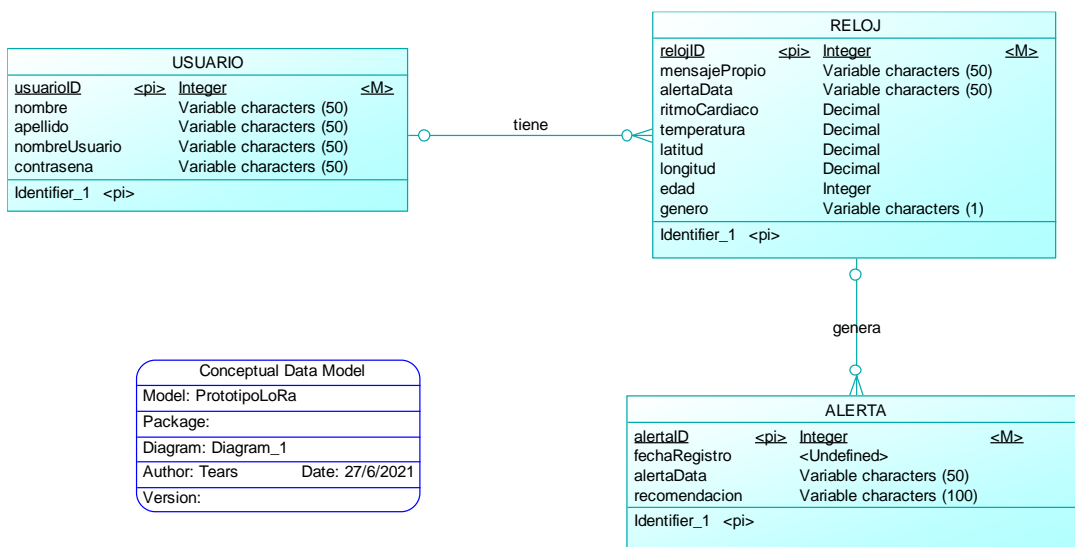 USUARIO
usuarioID <pi> Integer <M>
nombre Variable characters (50)
apellido Variable characters (50)
nombreUsuario Variable characters (50)
contrasena Variable characters (50)
Identifier_1 <pi>
tiene
RELOJ
relojID <pi> Integer <M>
mensajePropio Variable characters (50)
alertaData Variable characters (50)
ritmoCardiaco Decimal
temperatura Decimal
latitud Decimal
longitud Decimal
edad Integer
genero Variable characters (1)
Identifier_1 <pi>
genera
Conceptual Data Model
Model: PrototipoLoRa
Package:
Diagram: Diagram_1
Author: Tears Date: 27/6/2021
Version:
ALERTA
alertaID <pi> Integer <M>
fechaRegistro <Undefined>
alertaData Variable characters (50)
recomendacion Variable characters (100)
Identifier_1 <pi>